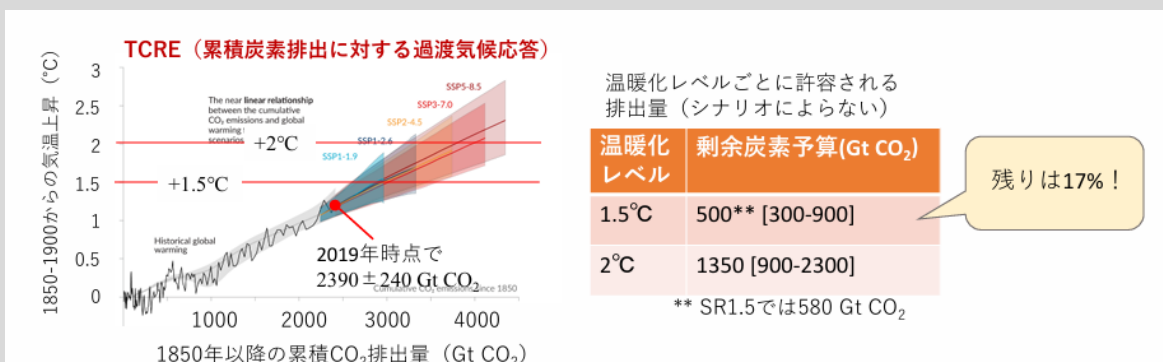 TCRE（累積炭素排出に対する過渡気候応答）
1850-1900からの気温上昇（℃）
3
2.5
2
1.5
1
0.5
0
The near linear relationship
between the cumulative
CO₂ emissions and global
warming
scenarios
+2℃
+1.5℃
SSP5-8.5
SSP3-7.0
SSP2-4.5
SSP1-2.6
SSP1-1.9
Historical global
warming
2019年時点で
2390±240 Gt CO₂
Cumulative CO₂ emissions since 1850
1000 2000 3000 4000
1850年以降の累積CO₂排出量（Gt CO₂）
温暖化レベルごとに許容される
排出量（シナリオによらない）
温暖化
レベル
剰余炭素予算(Gt CO₂)
1.5℃ 500** [300-900]
2℃ 1350 [900-2300]
** SR1.5では580 Gt CO₂
残りは17%！